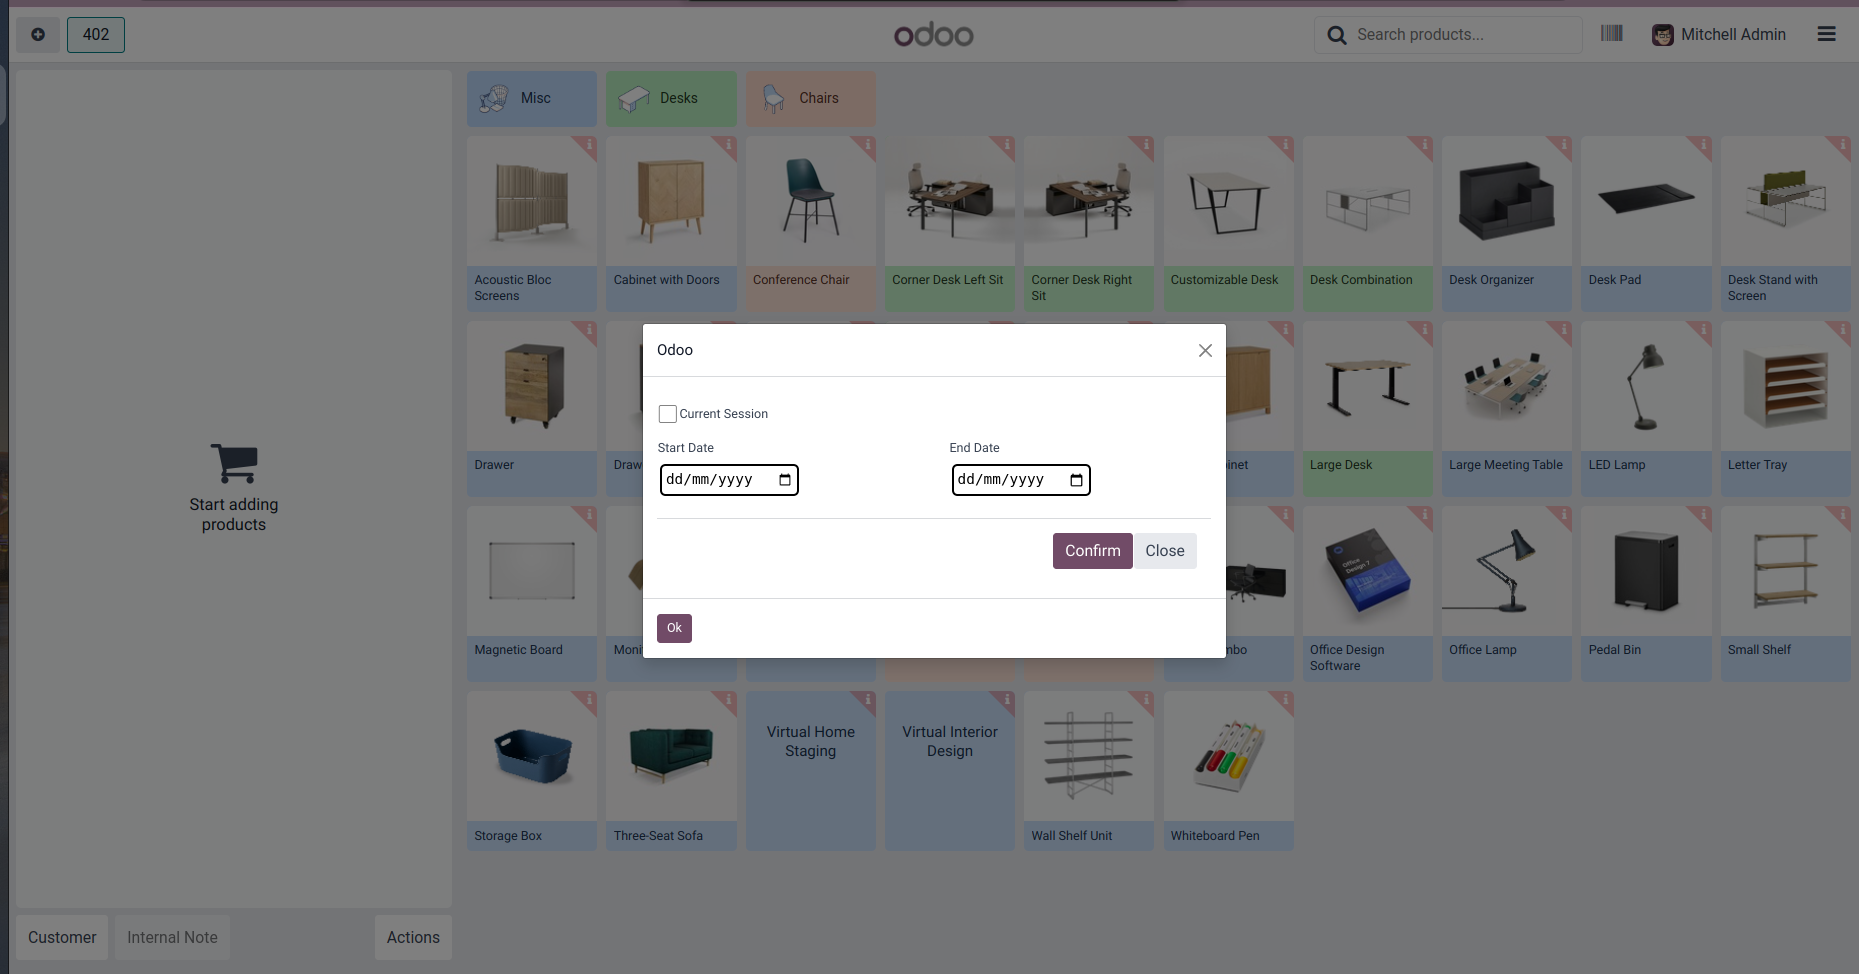 402
odoo
Search products...
Mitchell Admin
Misc
Desks
Chairs
Acoustic Bloc
Screens
Cabinet with Doors
Conference Chair
Corner Desk Left Sit
Corner Desk Right
Sit
Customizable Desk
Desk Combination
Desk Organizer
Desk Pad
Desk Stand with
Screen
Odoo
Current Session
Start Date
End Date
dd/mm/yyyy
dd/mm/yyyy
Confirm
Close
Ok
Start adding
products
Drawer
Large Desk
Large Meeting Table
LED Lamp
Letter Tray
Office
Design 7
Magnetic Board
Office Design
Software
Office Lamp
Pedal Bin
Small Shelf
Virtual Home
Staging
Virtual Interior
Design
Storage Box
Three-Seat Sofa
Wall Shelf Unit
Whiteboard Pen
Customer
Internal Note
Actions